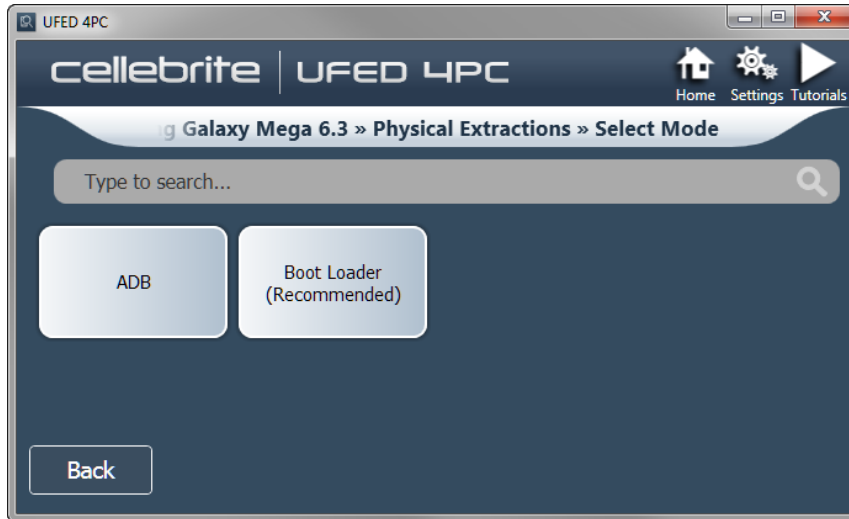 UFED 4PC
cellebrite | UFED 4PC
Home Settings Tutorials
g Galaxy Mega 6.3 » Physical Extractions » Select Mode
Type to search...
ADB
Boot Loader
(Recommended)
Back